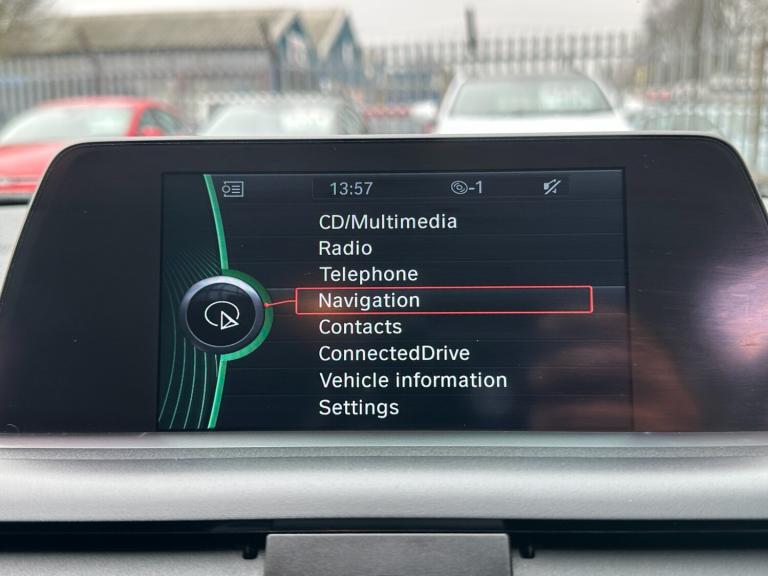 13:57 -1
CD/Multimedia
Radio
Telephone
Navigation
Contacts
ConnectedDrive
Vehicle information
Settings